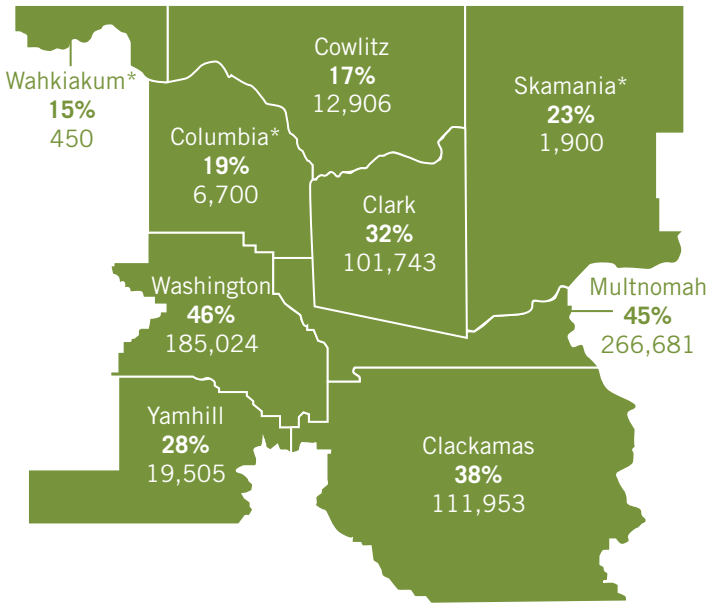 Cowlitz
17%
12,906
Wahkiakum*
15%
450
Skamania*
23%
1,900
Columbia*
19%
6,700
Clark
32%
101,743
Washington
46%
185,024
Multnomah
45%
266,681
Yamhill
28%
19,505
Clackamas
38%
111,953